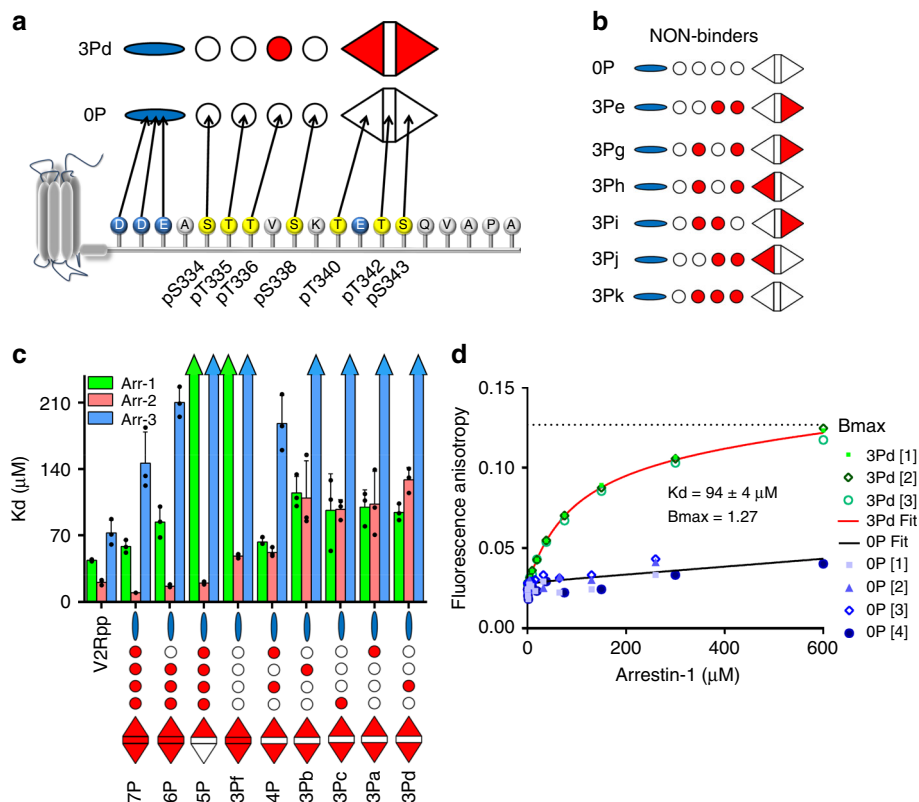 a
3Pd
0P
D D E A S T T V S K T E T S Q V A P A
pS334
pT335
pT336
pS338
pT340
pT342
pS343
b
NON-binders
0P
3Pe
3Pg
3Ph
3Pi
3Pj
3Pk
c
Kd (µM)
210
140
70
0
Arr-1
Arr-2
Arr-3
V2Rpp
7P
6P
5P
3Pf
4P
3Pb
3Pc
3Pa
3Pd
d
Fluorescence anisotropy
0.15
0.10
0.05
0.00
Kd = 94 ± 4 µM
Bmax = 1.27
0 200 400 600
Arrestin-1 (µM)
Bmax
3Pd [1]
3Pd [2]
3Pd [3]
3Pd Fit
0P Fit
0P [1]
0P [2]
0P [3]
0P [4]